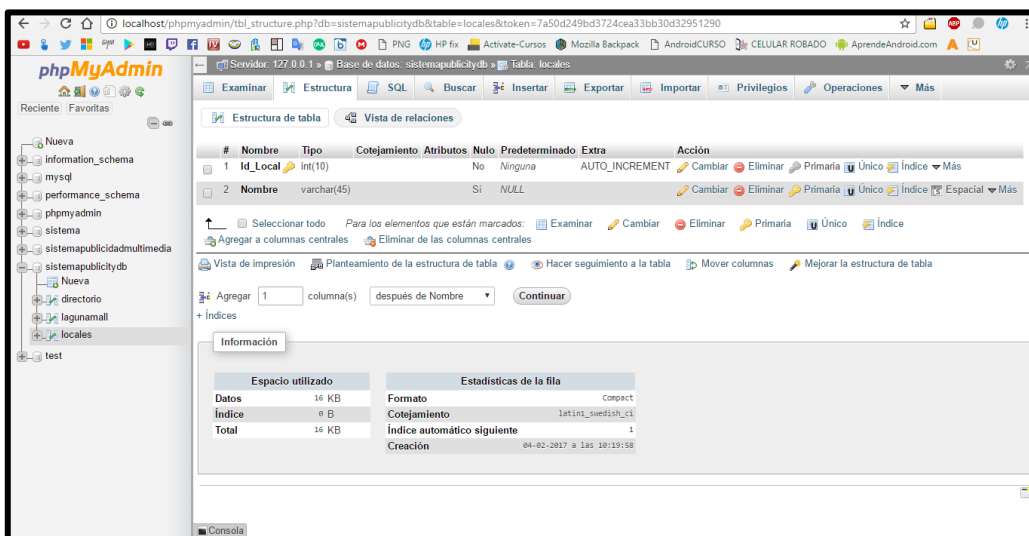 localhost/phpmyadmin/tbl_structure.php?db=sistemapublicitydb&table=locales&token=7a50d249bd3724cea33bb30d32951290
PNG HP fix Activate-Cursos Mozilla Backpack AndroidCURSO CELULAR ROBADO AprendeAndroid.com
phpMyAdmin
Reciente Favoritas
Nueva
information_schema
mysql
performance_schema
phpmyadmin
sistema
sistemapublicidadmultimedia
sistemapublicitydb
Nueva
directorio
lagunamall
locales
test
Servidor: 127.0.0.1 » Base de datos: sistemapublicitydb » Tabla: locales
Examinar Estructura SQL Buscar Insertar Exportar Importar Privilegios Operaciones Más
Estructura de tabla Vista de relaciones
# Nombre Tipo Cotejamiento Atributos Nulo Predeterminado Extra Acción
1 Id_Local int(10) No Ninguna AUTO_INCREMENT Cambiar Eliminar Primaria Único Índice Más
2 Nombre varchar(45) Sí NULL Cambiar Eliminar Primaria Único Índice Espacial Más
Seleccionar todo Para los elementos que están marcados: Examinar Cambiar Eliminar Primaria Único Índice
Agregar a columnas centrales Eliminar de las columnas centrales
Vista de impresión Planteamiento de la estructura de tabla Hacer seguimiento a la tabla Mover columnas Mejorar la estructura de tabla
Agregar 1 columna(s) después de Nombre Continuar
+ Índices
Información
Espacio utilizado
Datos 16 KB
Índice 0 B
Total 16 KB
Estadísticas de la fila
Formato Compact
Cotejamiento latin1_swedish_ci
Índice automático siguiente 1
Creación 04-02-2017 a las 10:19:58
Consola